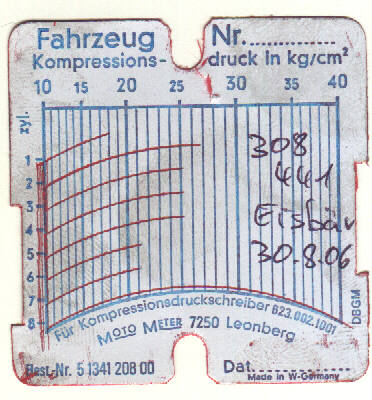 Fahrzeug Nr.
Kompressions- druck in kg/cm²
10 15 20 25 30 35 40
zyl.
1
2
3
4
5
6
7
8
308
441
Eisbär
30.8.06
Für Kompressionsdruckschreiber 623.002.1001
MOTO METER 7250 Leonberg
DBGM
Best-Nr. 5 1341 208 00
Dat.
Made in W-Germany